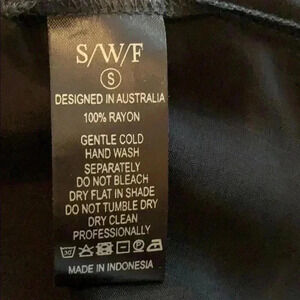 S/W/F
S
DESIGNED IN AUSTRALIA
100% RAYON
GENTLE COLD
HAND WASH
SEPARATELY
DO NOT BLEACH
DRY FLAT IN SHADE
DO NOT TUMBLE DRY
DRY CLEAN
PROFESSIONALLY
MADE IN INDONESIA